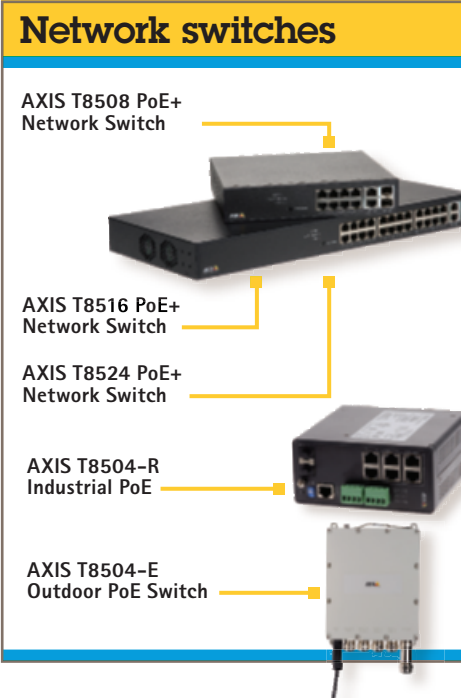 Network switches
AXIS T8508 PoE+
Network Switch
AXIS T8516 PoE+
Network Switch
AXIS T8524 PoE+
Network Switch
AXIS T8504-R
Industrial PoE
AXIS T8504-E
Outdoor PoE Switch